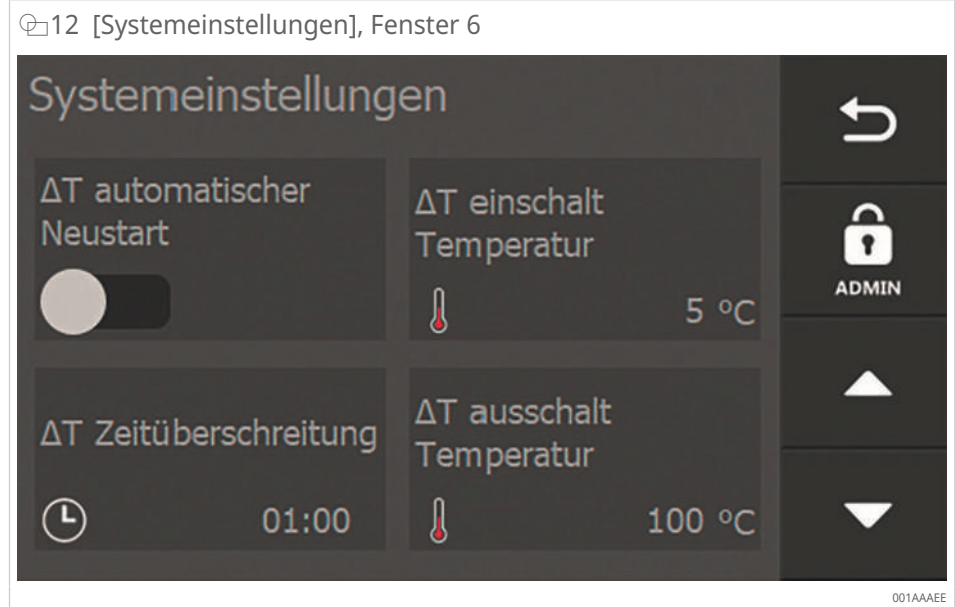 12 [Systemeinstellungen], Fenster 6
Systemeinstellungen
ΔT automatischer
Neustart
ΔT einschalt
Temperatur
5 °C
ADMIN
ΔT Zeitüberschreitung
01:00
ΔT ausschalt
Temperatur
100 °C
001AAAEE